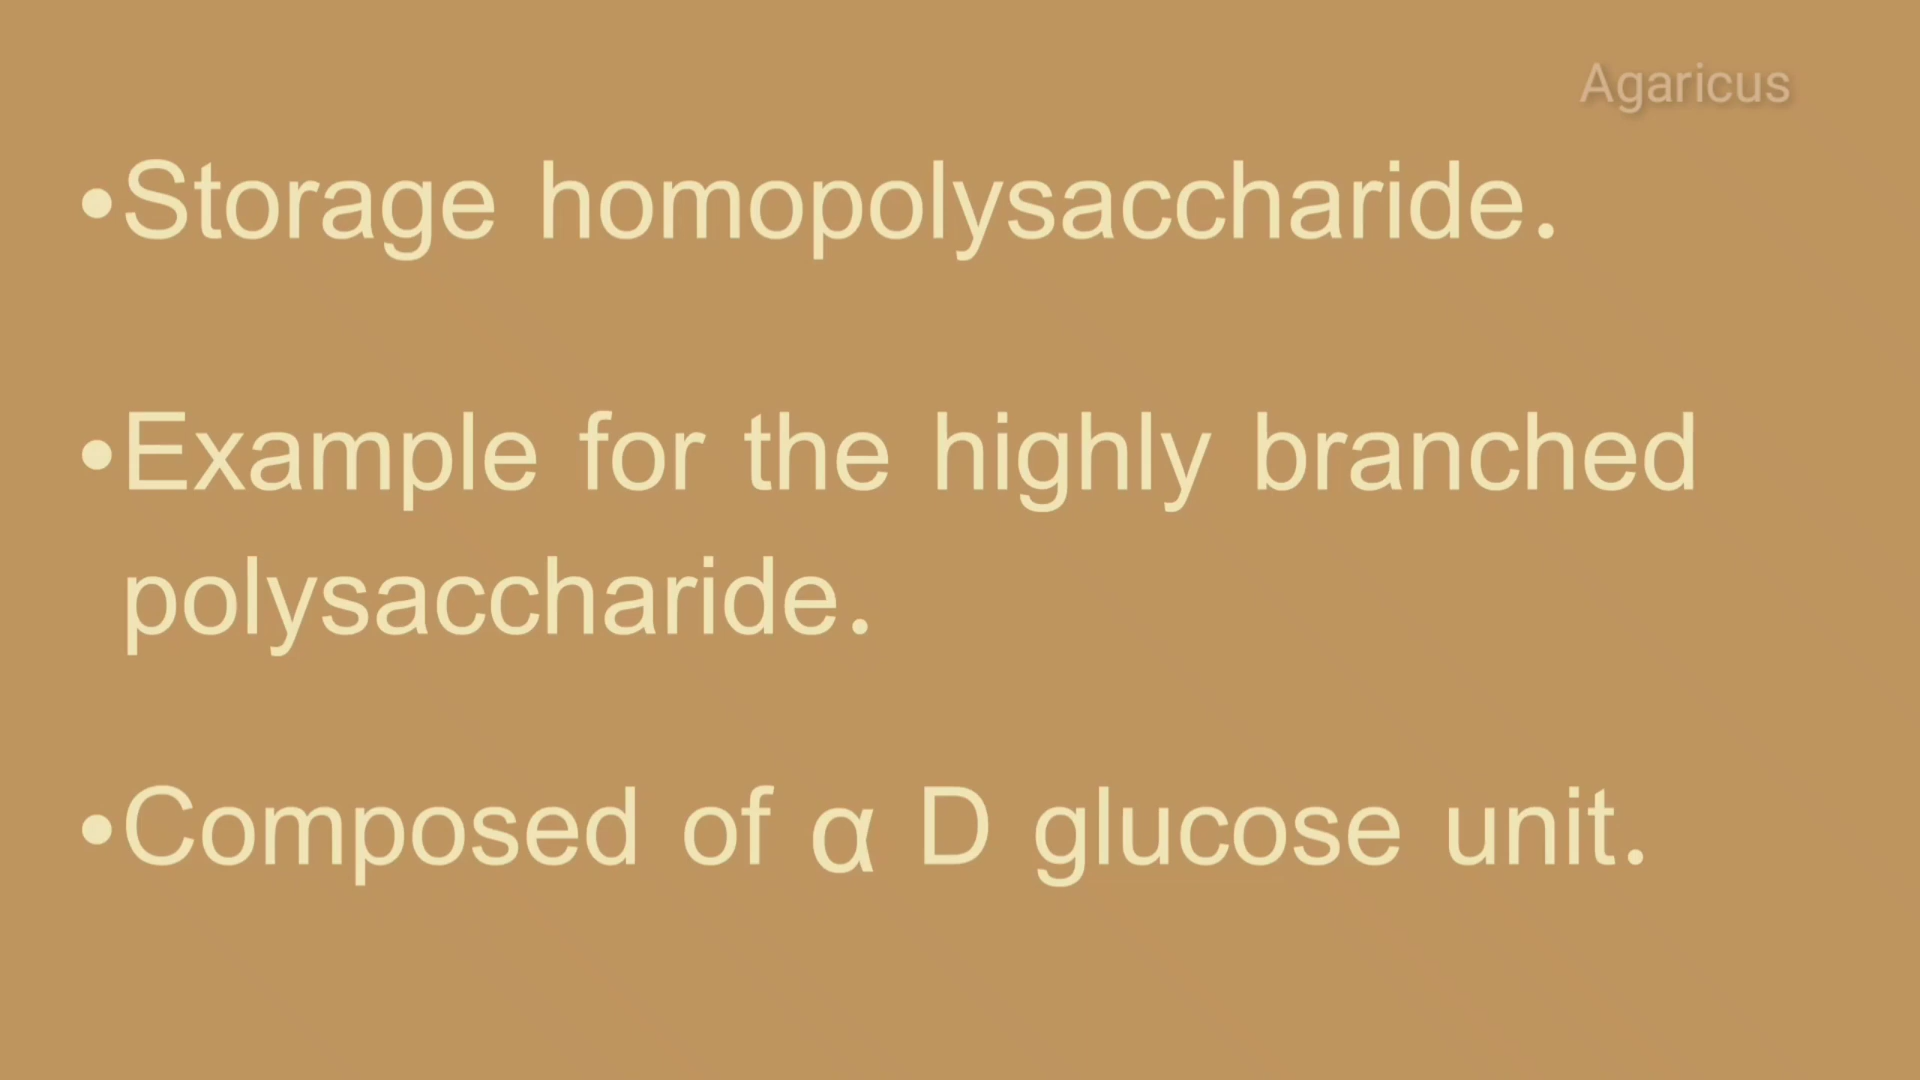 Agaricus
•Storage homopolysaccharide.
•Example for the highly branched
polysaccharide.
•Composed of α D glucose unit.